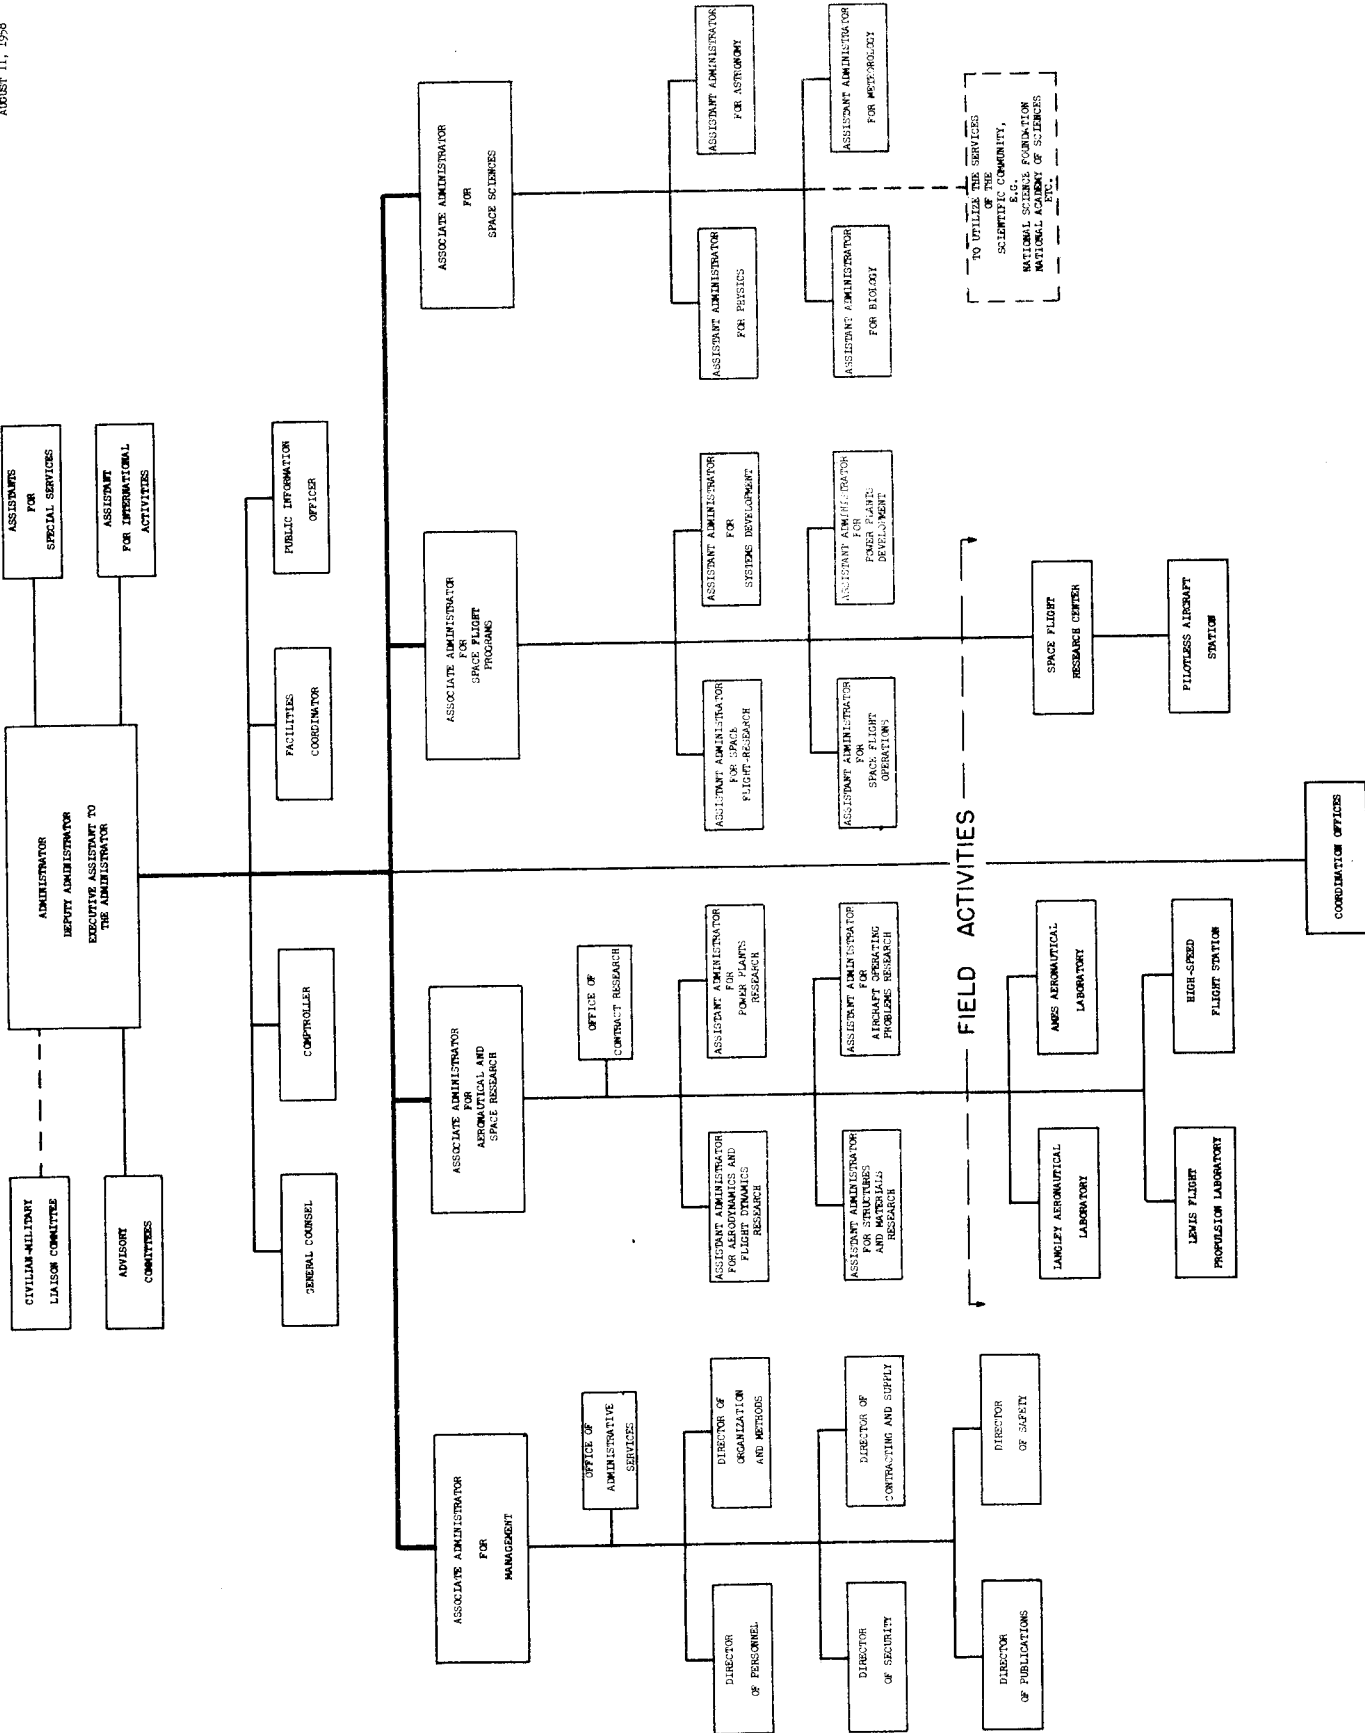 AUGUST 11, 1958
ASSISTANTS
FOR
SPECIAL SERVICES
ASSISTANT
FOR INTERNATIONAL
ACTIVITIES
ADMINISTRATOR
DEPUTY ADMINISTRATOR
EXECUTIVE ASSISTANT TO
THE ADMINISTRATOR
CIVILIAN-MILITARY
LIAISON COMMITTEE
ADVISORY
COMMITTEES
GENERAL COUNSEL
COMPTROLLER
FACILITIES
COORDINATOR
PUBLIC INFORMATION
OFFICER
ASSOCIATE ADMINISTRATOR
FOR
MANAGEMENT
OFFICE OF
ADMINISTRATIVE
SERVICES
DIRECTOR
OF PERSONNEL
DIRECTOR OF
ORGANIZATION
AND METHODS
DIRECTOR
OF SECURITY
DIRECTOR OF
CONTRACTING AND SUPPLY
DIRECTOR
OF PUBLICATIONS
DIRECTOR
OF SAFETY
ASSOCIATE ADMINISTRATOR
FOR
AERONAUTICAL AND
SPACE RESEARCH
OFFICE OF
CONTRACT RESEARCH
ASSISTANT ADMINISTRATOR
FOR AERODYNAMICS AND
FLIGHT DYNAMICS
RESEARCH
ASSISTANT ADMINISTRATOR
FOR
POWER PLANTS
RESEARCH
ASSISTANT ADMINISTRATOR
FOR STRUCTURES
AND MATERIALS
RESEARCH
ASSISTANT ADMINISTRATOR
FOR
AIRCRAFT OPERATING
PROBLEMS RESEARCH
ASSOCIATE ADMINISTRATOR
FOR
SPACE FLIGHT
PROGRAMS
ASSISTANT ADMINISTRATOR
FOR SPACE
FLIGHT-RESEARCH
ASSISTANT ADMINISTRATOR
FOR
SYSTEMS DEVELOPMENT
ASSISTANT ADMINISTRATOR
FOR
SPACE FLIGHT
OPERATIONS
ASSISTANT ADMINISTRATOR
FOR
POWER PLANTS
DEVELOPMENT
ASSOCIATE ADMINISTRATOR
FOR
SPACE SCIENCES
ASSISTANT ADMINISTRATOR
FOR PHYSICS
ASSISTANT ADMINISTRATOR
FOR ASTRONOMY
ASSISTANT ADMINISTRATOR
FOR BIOLOGY
ASSISTANT ADMINISTRATOR
FOR METEOROLOGY
TO UTILIZE THE SERVICES
OF THE
SCIENTIFIC COMMUNITY,
E.G.
NATIONAL SCIENCE FOUNDATION
NATIONAL ACADEMY OF SCIENCES
ETC.
FIELD ACTIVITIES
LANGLEY AERONAUTICAL
LABORATORY
AMES AERONAUTICAL
LABORATORY
LEWIS FLIGHT
PROPULSION LABORATORY
HIGH-SPEED
FLIGHT STATION
SPACE FLIGHT
RESEARCH CENTER
PILOTLESS AIRCRAFT
STATION
COORDINATION OFFICES